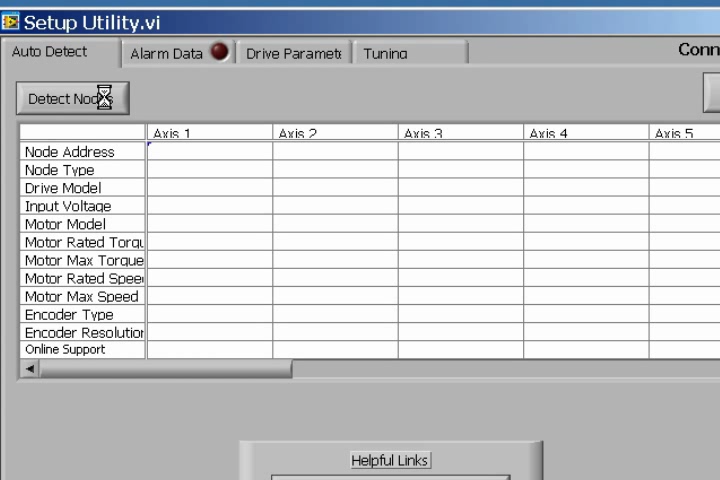 Setup Utility.vi
Auto Detect Alarm Data Drive Paramet Tuning Conn
Detect Nodes
Axis 1 Axis 2 Axis 3 Axis 4 Axis 5
Node Address
Node Type
Drive Model
Input Voltage
Motor Model
Motor Rated Torqu
Motor Max Torque
Motor Rated Spee
Motor Max Speed
Encoder Type
Encoder Resolution
Online Support
Helpful Links